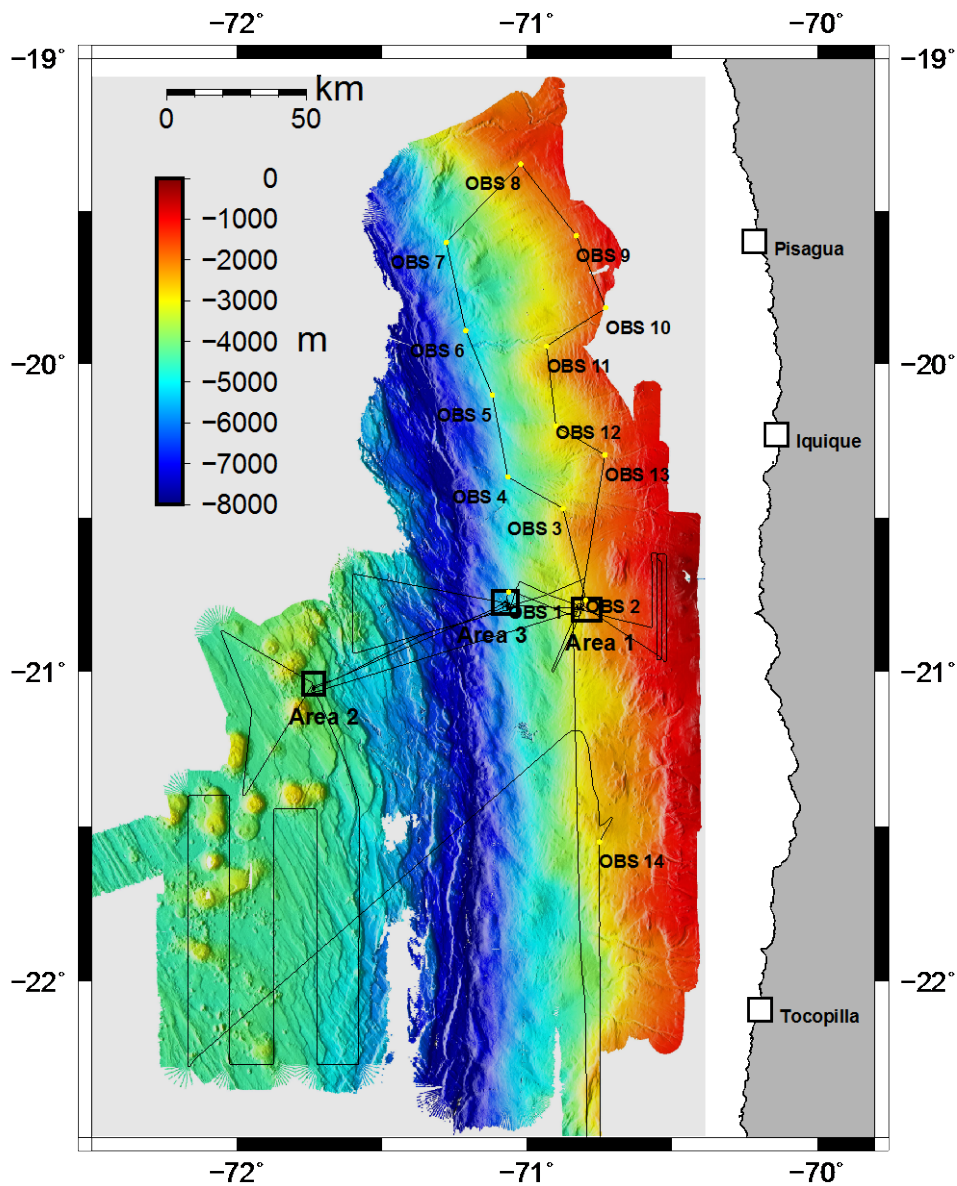 −72° −71° −70°
−19° −19°
km
0 50
0
−1000
−2000
−3000
−4000
−5000
−6000
−7000
−8000
m
OBS 8
OBS 7
OBS 9
Pisagua
OBS 10
OBS 6
−20° −20°
OBS 11
OBS 5
OBS 12
Iquique
OBS 13
OBS 4
OBS 3
OBS 1
OBS 2
Area 3
Area 1
−21° −21°
Area 2
OBS 14
−22° −22°
Tocopilla
−72° −71° −70°